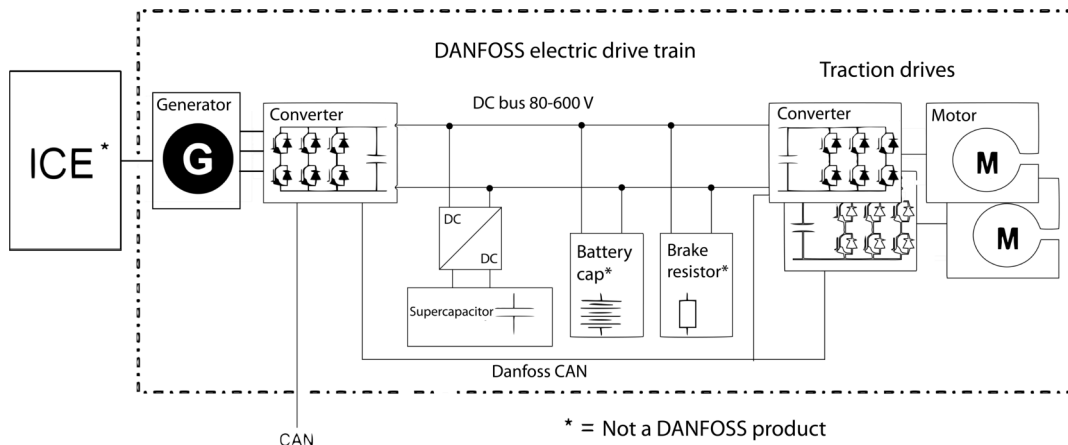 DANFOSS electric drive train
Traction drives
ICE*
Generator
G
Converter
DC bus 80-600 V
Converter
Motor
M
M
DC
DC
Supercapacitor
Battery
cap*
Brake
resistor*
Danfoss CAN
CAN
* = Not a DANFOSS product